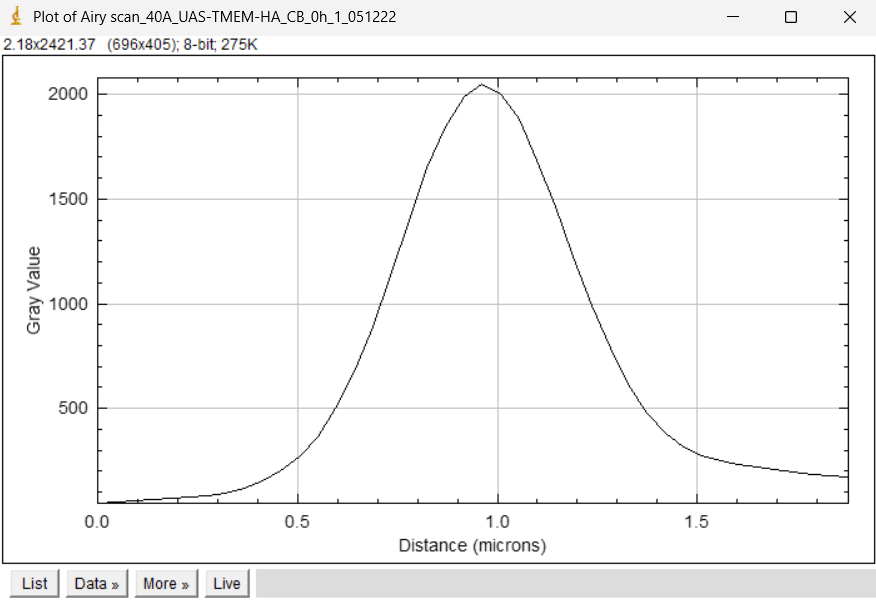 Plot of Airy scan_40A_UAS-TMEM-HA_CB_0h_1_051222
2.18x2421.37 (696x405); 8-bit; 275K
2000
1500
1000
500
Gray Value
0.0 0.5 1.0 1.5
Distance (microns)
List Data » More » Live